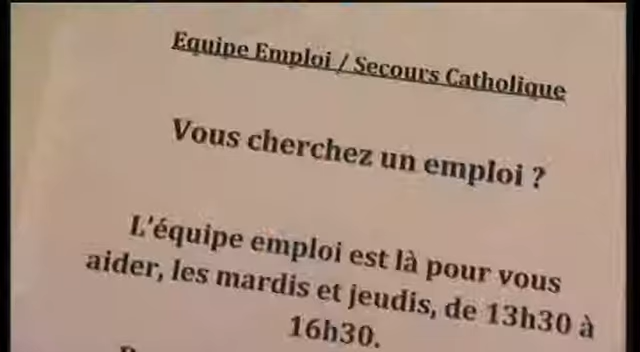 Equipe Emploi / Secours Catholique
Vous cherchez un emploi ?
L'équipe emploi est là pour vous
aider, les mardis et jeudis, de 13h30 à
16h30.